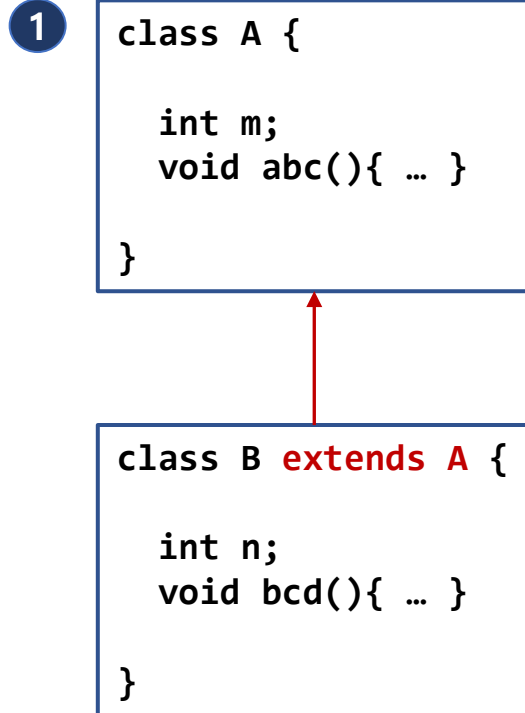 1
class A {
int m;
void abc(){ … }
}
class B extends A {
int n;
void bcd(){ … }
}